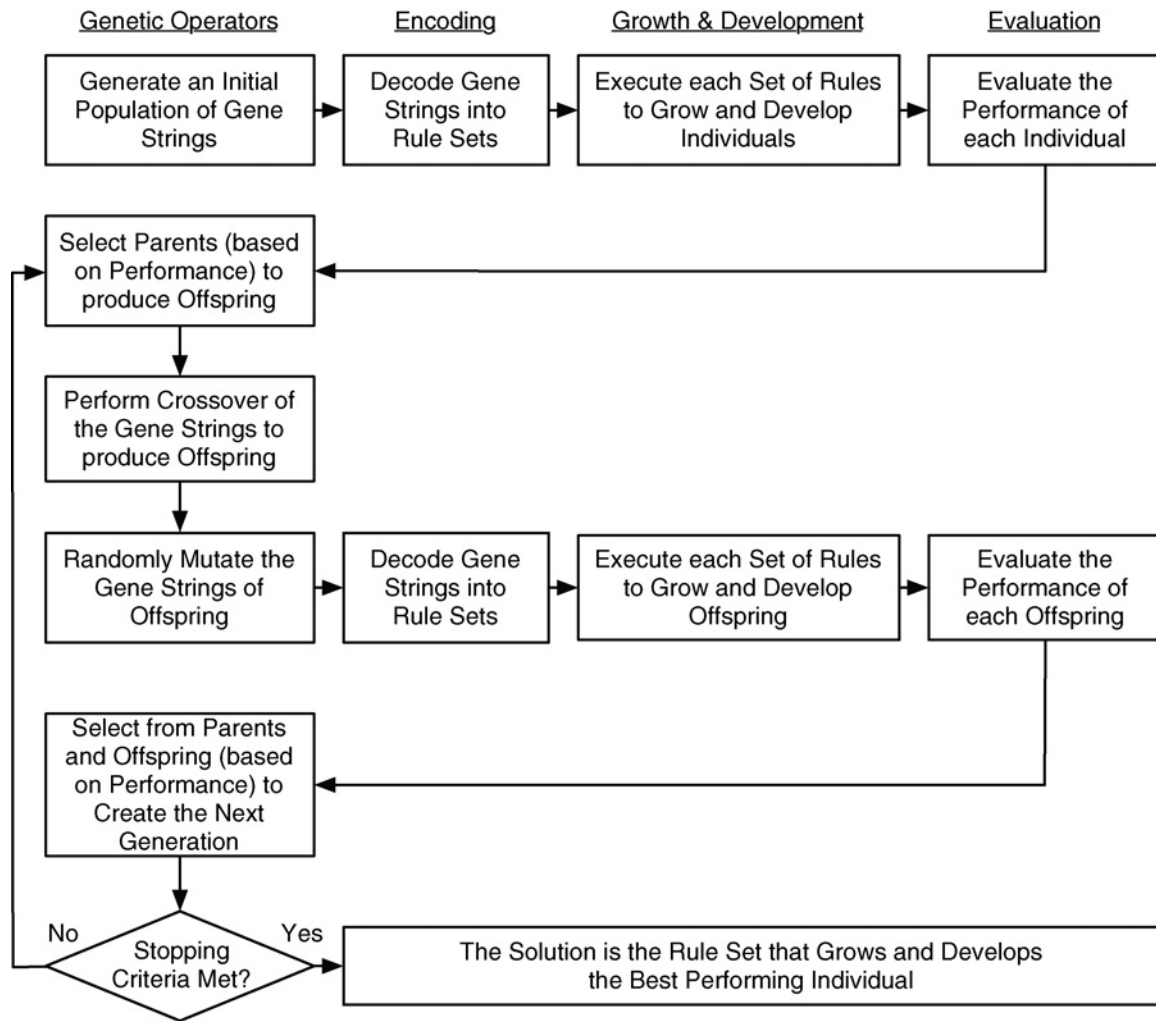 Genetic Operators
Encoding
Growth & Development
Evaluation
Generate an Initial
Population of Gene
Strings
Decode Gene
Strings into
Rule Sets
Execute each Set of Rules
to Grow and Develop
Individuals
Evaluate the
Performance of
each Individual
Select Parents (based
on Performance) to
produce Offspring
Perform Crossover of
the Gene Strings to
produce Offspring
Randomly Mutate the
Gene Strings of
Offspring
Decode Gene
Strings into
Rule Sets
Execute each Set of Rules
to Grow and Develop
Offspring
Evaluate the
Performance of
each Offspring
Select from Parents
and Offspring (based
on Performance) to
Create the Next
Generation
No
Stopping
Criteria Met?
Yes
The Solution is the Rule Set that Grows and Develops
the Best Performing Individual